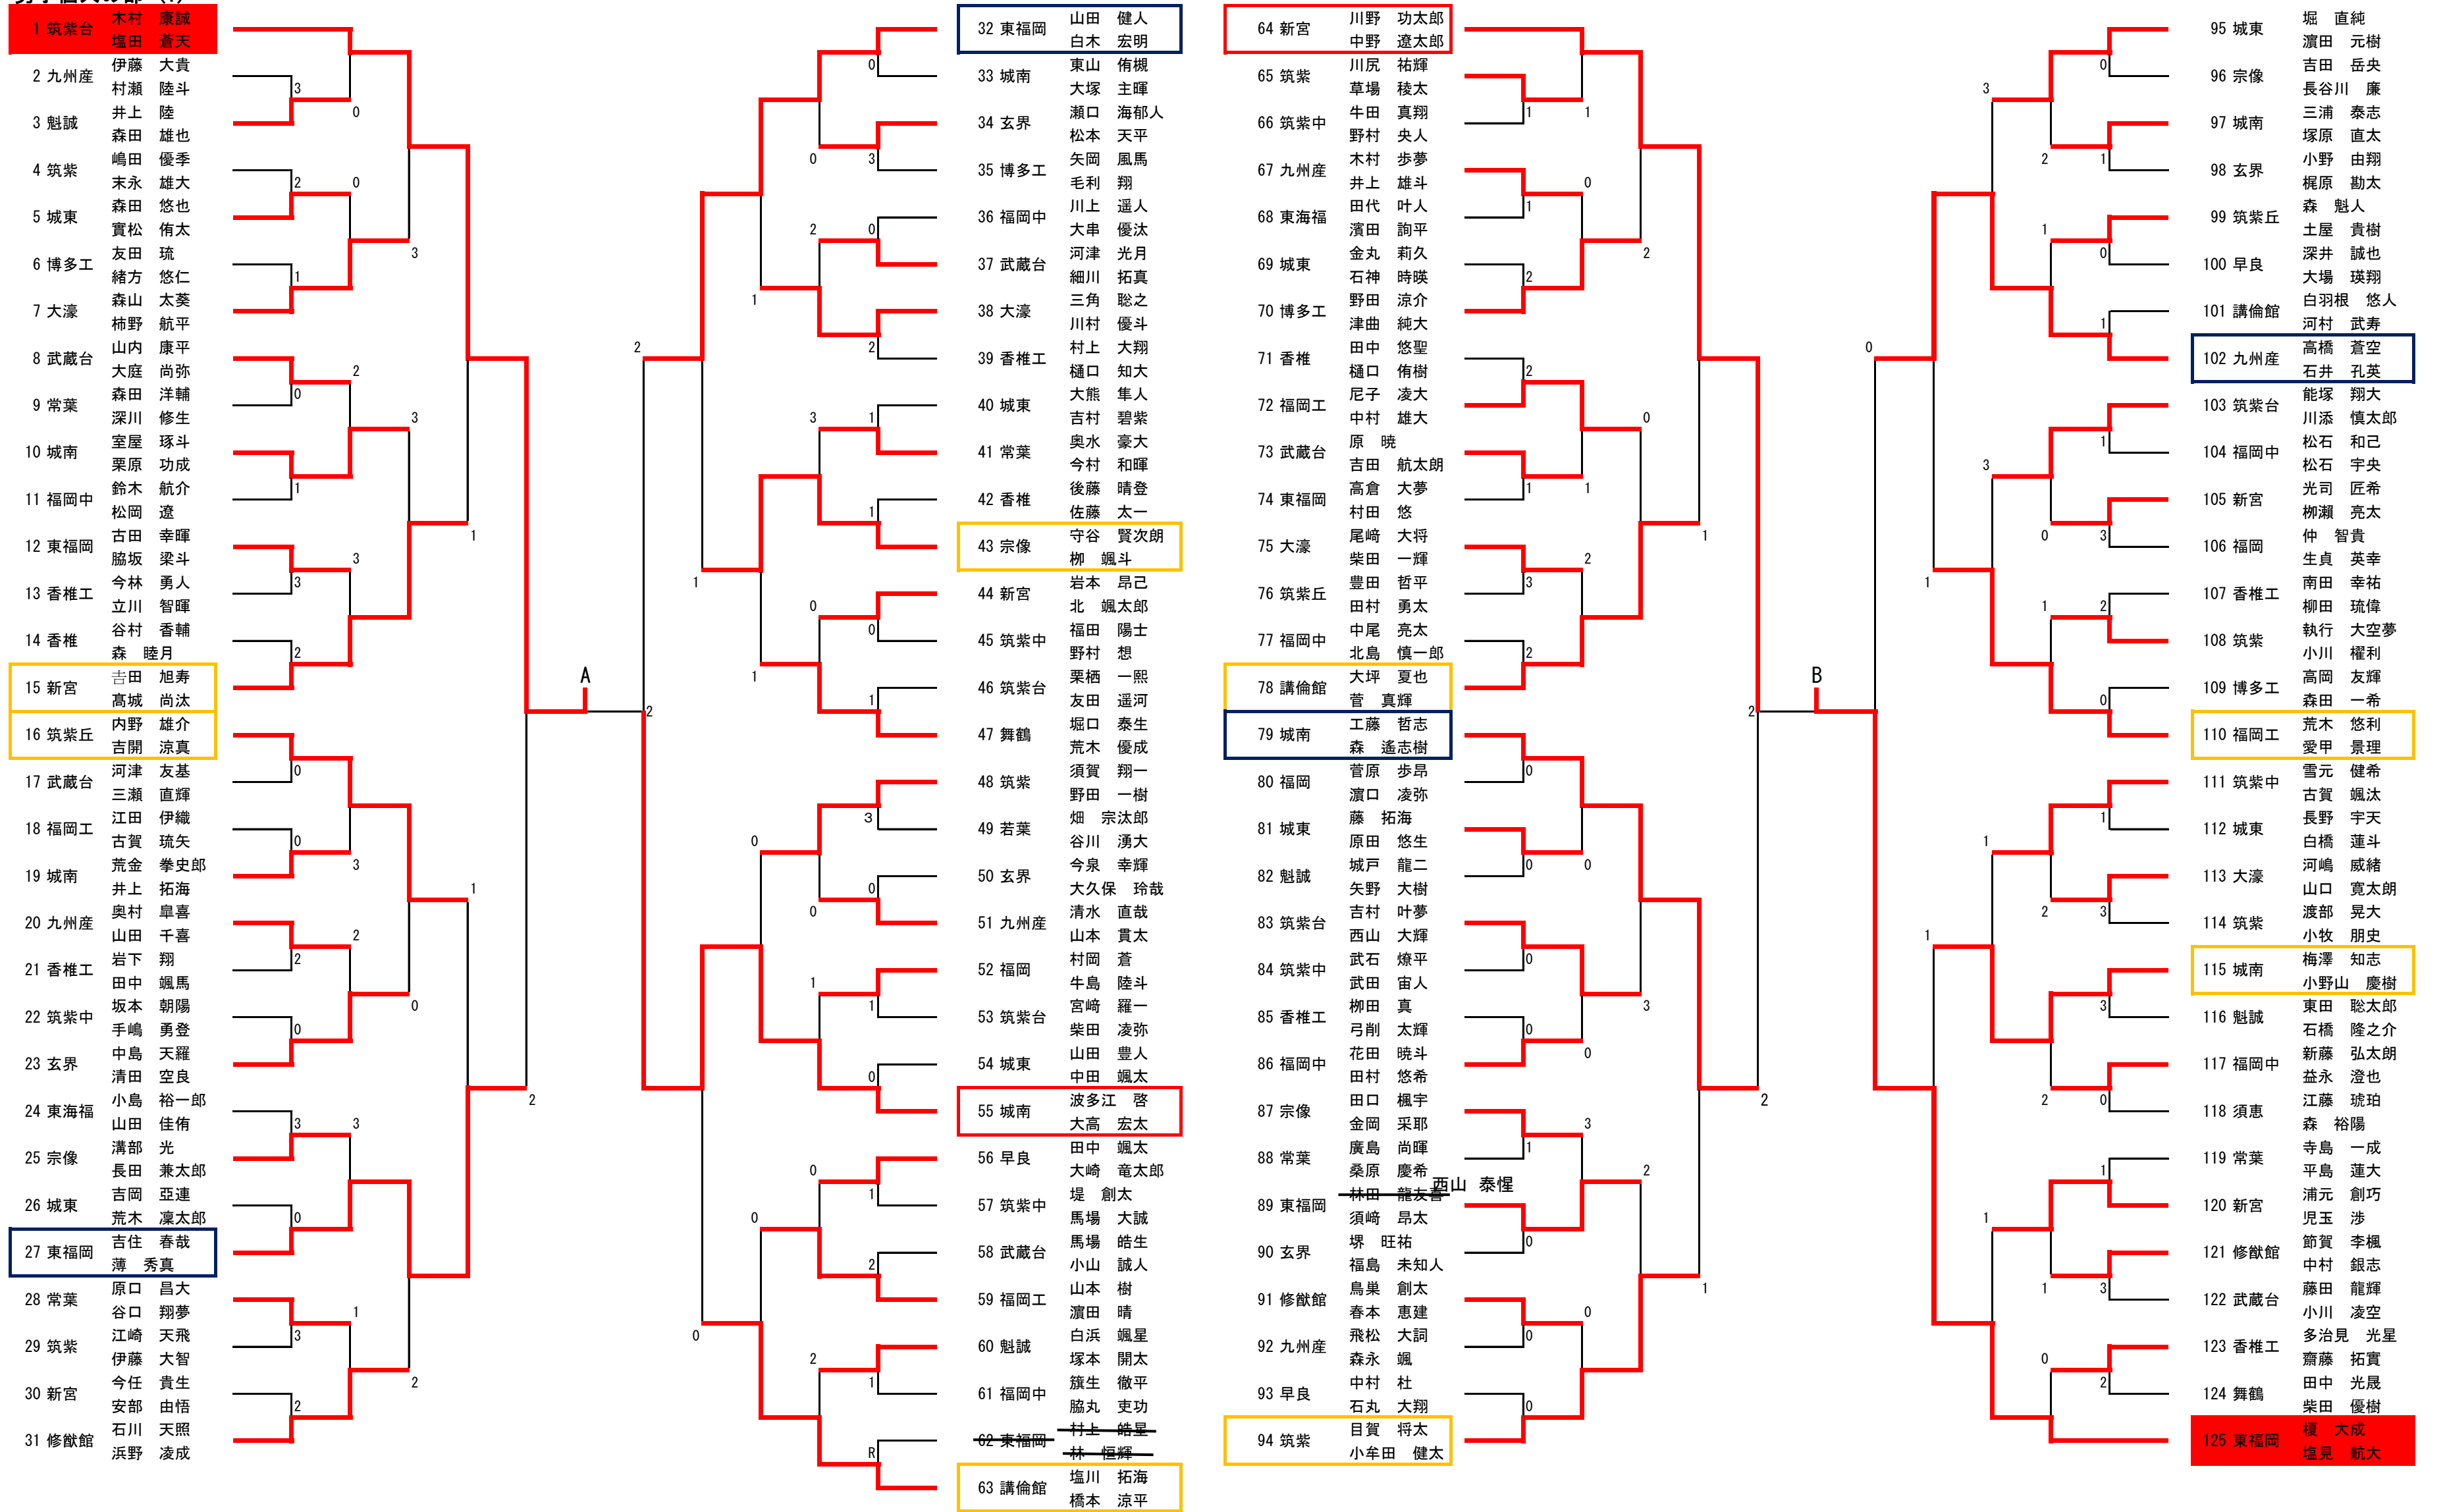 1 筑紫台 木村 康誠
塩田 蒼天
2 九州産 伊藤 大貴
村瀬 陸斗
3 魁誠 井上 陸
森田 雄也
4 筑紫 嶋田 優季
末永 雄大
5 城東 森田 悠也
實松 侑太
6 博多工 友田 琉
緒方 悠仁
7 大濠 森山 太葵
柿野 航平
8 武蔵台 山内 康平
大庭 尚弥
9 常葉 森田 洋輔
深川 修生
10 城南 室屋 琢斗
栗原 功成
11 福岡中 鈴木 航介
松岡 遼
12 東福岡 古田 幸暉
脇坂 梁斗
13 香椎工 今林 勇人
立川 智暉
14 香椎 谷村 香輔
森 睦月
15 新宮 𠮷田 旭寿
髙城 尚汰
16 筑紫丘 内野 雄介
吉開 涼真
17 武蔵台 河津 友基
三瀬 直輝
18 福岡工 江田 伊織
古賀 琉矢
19 城南 荒金 拳史郎
井上 拓海
20 九州産 奥村 皐喜
山田 千喜
21 香椎工 岩下 翔
田中 颯馬
22 筑紫中 坂本 朝陽
手嶋 勇登
23 玄界 中島 天羅
清田 空良
24 東海福 小島 裕一郎
山田 佳侑
25 宗像 溝部 光
長田 兼太郎
26 城東 吉岡 亞連
荒木 凜太郎
27 東福岡 吉住 春哉
薄 秀真
28 常葉 原口 昌大
谷口 翔夢
29 筑紫 江崎 天飛
伊藤 大智
30 新宮 今任 貴生
安部 由悟
31 修猷館 石川 天照
浜野 凌成
A
32 東福岡 山田 健人
白木 宏明
33 城南 東山 侑槻
大塚 主暉
34 玄界 瀬口 海郁人
松本 天平
35 博多工 矢岡 風馬
毛利 翔
36 福岡中 川上 遥人
大串 優汰
37 武蔵台 河津 光月
細川 拓真
38 大濠 三角 聡之
川村 優斗
39 香椎工 村上 大翔
樋口 知大
40 城東 大熊 隼人
吉村 碧紫
41 常葉 奥水 豪大
今村 和暉
42 香椎 後藤 晴登
佐藤 太一
43 宗像 守谷 賢次朗
栁 颯斗
44 新宮 岩本 昂己
北 颯太郎
45 筑紫中 福田 陽士
野村 想
46 筑紫台 栗栖 一熙
友田 遥河
47 舞鶴 堀口 泰生
荒木 優成
48 筑紫 須賀 翔一
野田 一樹
49 若葉 畑 宗汰郎
谷川 湧大
50 玄界 今泉 幸輝
大久保 玲哉
51 九州産 清水 直哉
山本 貫太
52 福岡 村岡 蒼
牛島 陸斗
53 筑紫台 宮﨑 羅一
柴田 凌弥
54 城東 山田 豊人
中田 颯太
55 城南 波多江 啓
大高 宏太
56 早良 田中 颯太
大崎 竜太郎
57 筑紫中 堤 創太
馬場 大誠
58 武蔵台 馬場 皓生
小山 誠人
59 福岡工 山本 樹
濵田 晴
60 魁誠 白浜 颯星
塚本 開太
61 福岡中 籏生 徹平
脇丸 吏功
62 東福岡 村上 皓星
林 恒輝
63 講倫館 塩川 拓海
橋本 涼平
64 新宮 川野 功太郎
中野 遼太郎
65 筑紫 川尻 祐輝
草場 稜太
66 筑紫中 牛田 真翔
野村 央人
67 九州産 木村 歩夢
井上 雄斗
68 東海福 田代 叶人
濱田 詢平
69 城東 金丸 莉久
石神 時暎
70 博多工 野田 涼介
津曲 純大
71 香椎 田中 悠聖
樋口 侑樹
72 福岡工 尼子 凌大
中村 雄大
73 武蔵台 原 暁
吉田 航太朗
74 東福岡 高倉 大夢
村田 悠
75 大濠 尾﨑 大将
柴田 一輝
76 筑紫丘 豊田 哲平
田村 勇太
77 福岡中 中尾 亮太
北島 慎一郎
78 講倫館 大坪 夏也
菅 真輝
79 城南 工藤 哲志
森 遙志樹
80 福岡 菅原 歩昂
濵口 凌弥
81 城東 藤 拓海
原田 悠生
82 魁誠 城戸 龍二
矢野 大樹
83 筑紫台 吉村 叶夢
西山 大輝
84 筑紫中 武石 燎平
武田 宙人
85 香椎工 栁田 真
弓削 太輝
86 福岡中 花田 暁斗
田村 悠希
87 宗像 田口 楓宇
金岡 采耶
88 常葉 廣島 尚暉
桑原 慶希
西山 泰惺
89 東福岡 林田 龍友喜
須﨑 昂太
90 玄界 堺 旺祐
福島 未知人
91 修猷館 鳥巣 創太
春本 恵建
92 九州産 飛松 大詞
森永 颯
93 早良 中村 杜
石丸 大翔
94 筑紫 目賀 将太
小牟田 健太
B
95 城東 堀 直純
濵田 元樹
96 宗像 吉田 岳央
長谷川 廉
97 城南 三浦 泰志
塚原 直太
98 玄界 小野 由翔
梶原 勘太
99 筑紫丘 森 魁人
土屋 貴樹
100 早良 深井 誠也
大場 瑛翔
101 講倫館 白羽根 悠人
河村 武寿
102 九州産 高橋 蒼空
石井 孔英
103 筑紫台 能塚 翔大
川添 慎太郎
104 福岡中 松石 和己
松石 宇央
105 新宮 光司 匠希
栁瀨 亮太
106 福岡 仲 智貴
生貞 英幸
107 香椎工 南田 幸祐
柳田 琉偉
108 筑紫 執行 大空夢
小川 櫂利
109 博多工 高岡 友輝
森田 一希
110 福岡工 荒木 悠利
愛甲 景理
111 筑紫中 雪元 健希
古賀 颯汰
112 城東 長野 宇天
白橋 蓮斗
113 大濠 河嶋 威緒
山口 寛太朗
114 筑紫 渡部 晃大
小牧 朋史
115 城南 梅澤 知志
小野山 慶樹
116 魁誠 東田 聡太郎
石橋 隆之介
117 福岡中 新藤 弘太朗
益永 澄也
118 須恵 江藤 琥珀
森 裕陽
119 常葉 寺島 一成
平島 蓮大
120 新宮 浦元 創巧
児玉 渉
121 修猷館 節賀 李楓
中村 銀志
122 武蔵台 藤田 龍輝
小川 凌空
123 香椎工 多治見 光星
齋藤 拓實
124 舞鶴 田中 光晟
柴田 優樹
125 東福岡 榎 大成
塩見 航大